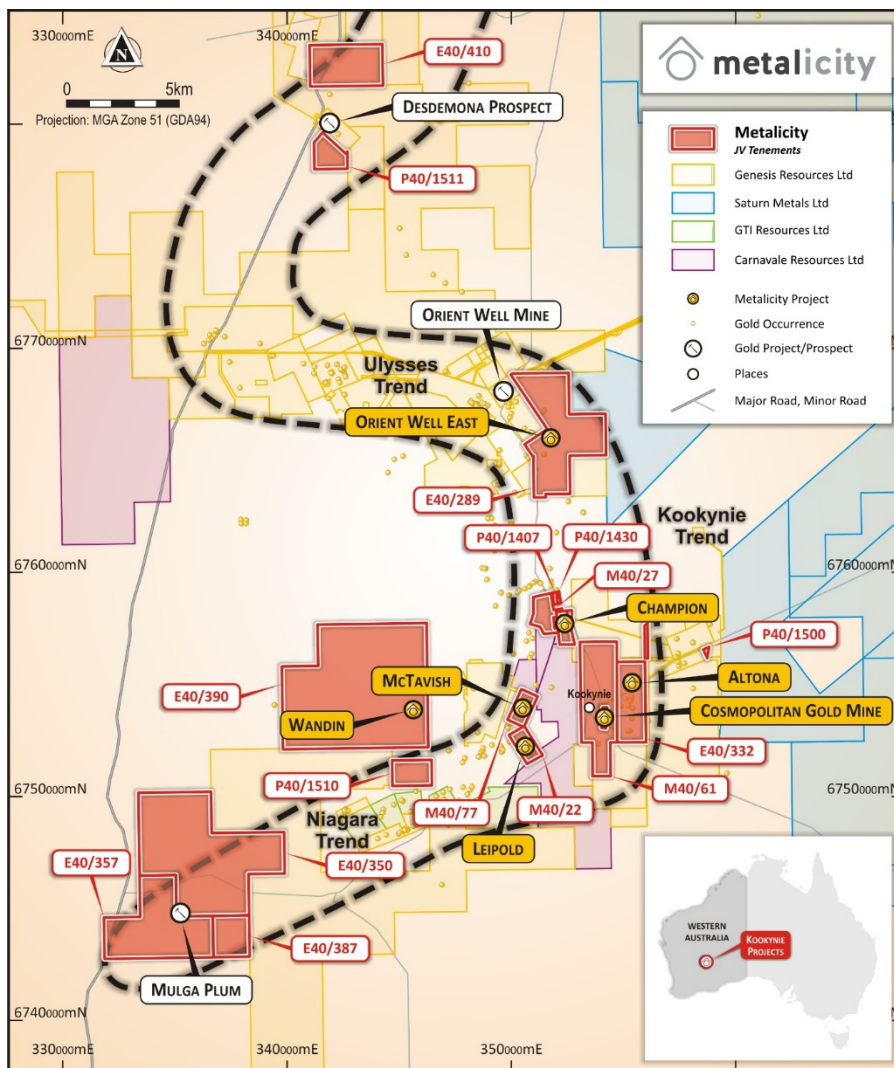 330000mE
340000mE
N
0 5km
Projection: MGA Zone 51 (GDA94)
E40/410
DESDEMONA PROSPECT
P40/1511
metalicity
Metalicity
JV Tenements
Genesis Resources Ltd
Saturn Metals Ltd
GTI Resources Ltd
Carnavale Resources Ltd
Metalicity Project
Gold Occurrence
Gold Project/Prospect
Places
Major Road, Minor Road
6770000mN
ORIENT WELL MINE
Ulysses
Trend
ORIENT WELL EAST
E40/289
Kookynie
Trend
P40/1407
P40/1430
6760000mN
6760000mN
M40/27
CHAMPION
P40/1500
MCTAVISH
E40/390
ALTONA
Kookynie
WANDIN
COSMOPOLITAN GOLD MINE
E40/332
P40/1510
6750000mN
6750000mN
M40/77
M40/22
M40/61
Niagara
Trend
LEIPOLD
E40/357
E40/350
E40/387
MULGA PLUM
WESTERN
AUSTRALIA
KOOKYNIE
PROJECTS
6740000mN
330000mE
340000mE
350000mE